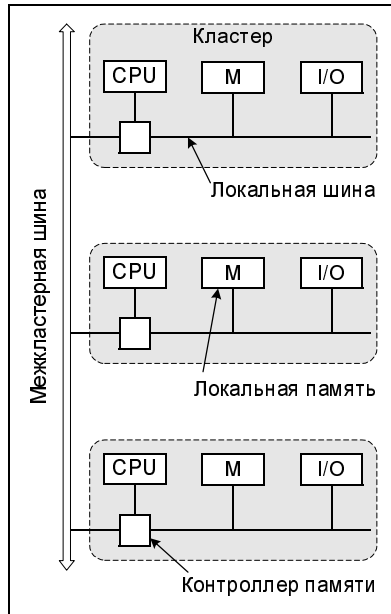 Межкластерная шина
Кластер
CPU M I/O
Локальная шина
CPU M I/O
Локальная память
CPU M I/O
Контроллер памяти